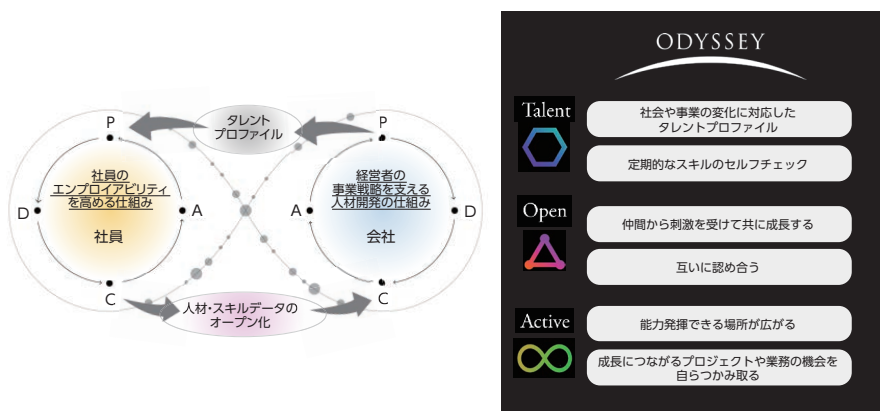 タレント
プロファイル
P
D
A
C
社員の
エンプロイアビリティ
を高める仕組み
社員
P
A
D
C
経営者の
事業戦略を支える
人材開発の仕組み
会社
人材・スキルデータの
オープン化
ODYSSEY
Talent
社会や事業の変化に対応した
タレントプロファイル
定期的なスキルのセルフチェック
Open
仲間から刺激を受けて共に成長する
互いに認め合う
Active
能力発揮できる場所が広がる
成長につながるプロジェクトや業務の機会を
自らつかみ取る